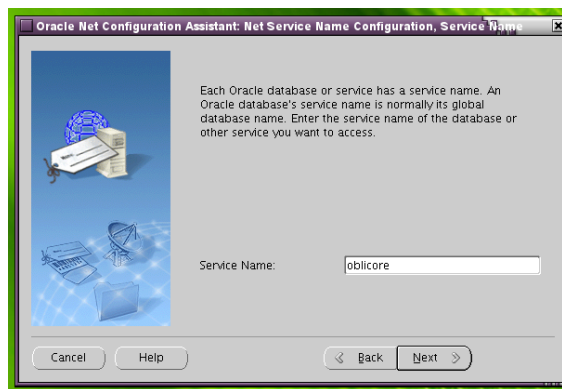 Oracle Net Configuration Assistant: Net Service Name Configuration, Service Name
Each Oracle database or service has a service name. An
Oracle database's service name is normally its global
database name. Enter the service name of the database or
other service you want to access.
Service Name:
oblicore
Cancel
Help
Back
Next